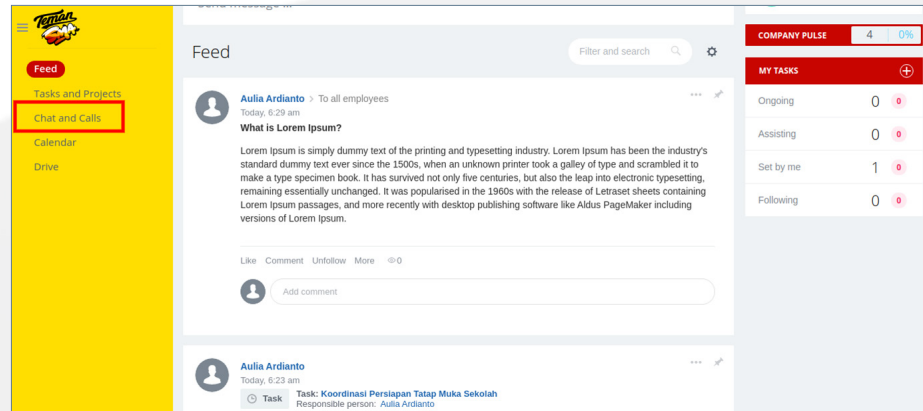 Send message ...
Teman
SMA
Feed
Tasks and Projects
Chat and Calls
Calendar
Drive
Feed
Filter and search
Aulia Ardianto > To all employees
Today, 6:29 am
What is Lorem Ipsum?
Lorem Ipsum is simply dummy text of the printing and typesetting industry. Lorem Ipsum has been the industry's
standard dummy text ever since the 1500s, when an unknown printer took a galley of type and scrambled it to
make a type specimen book. It has survived not only five centuries, but also the leap into electronic typesetting,
remaining essentially unchanged. It was popularised in the 1960s with the release of Letraset sheets containing
Lorem Ipsum passages, and more recently with desktop publishing software like Aldus PageMaker including
versions of Lorem Ipsum.
Like Comment Unfollow More 0
Add comment
Aulia Ardianto
Today, 6:23 am
Task
Task: Koordinasi Persiapan Tatap Muka Sekolah
Responsible person: Aulia Ardianto
COMPANY PULSE 4 0%
MY TASKS
Ongoing 0 0
Assisting 0 0
Set by me 1 0
Following 0 0